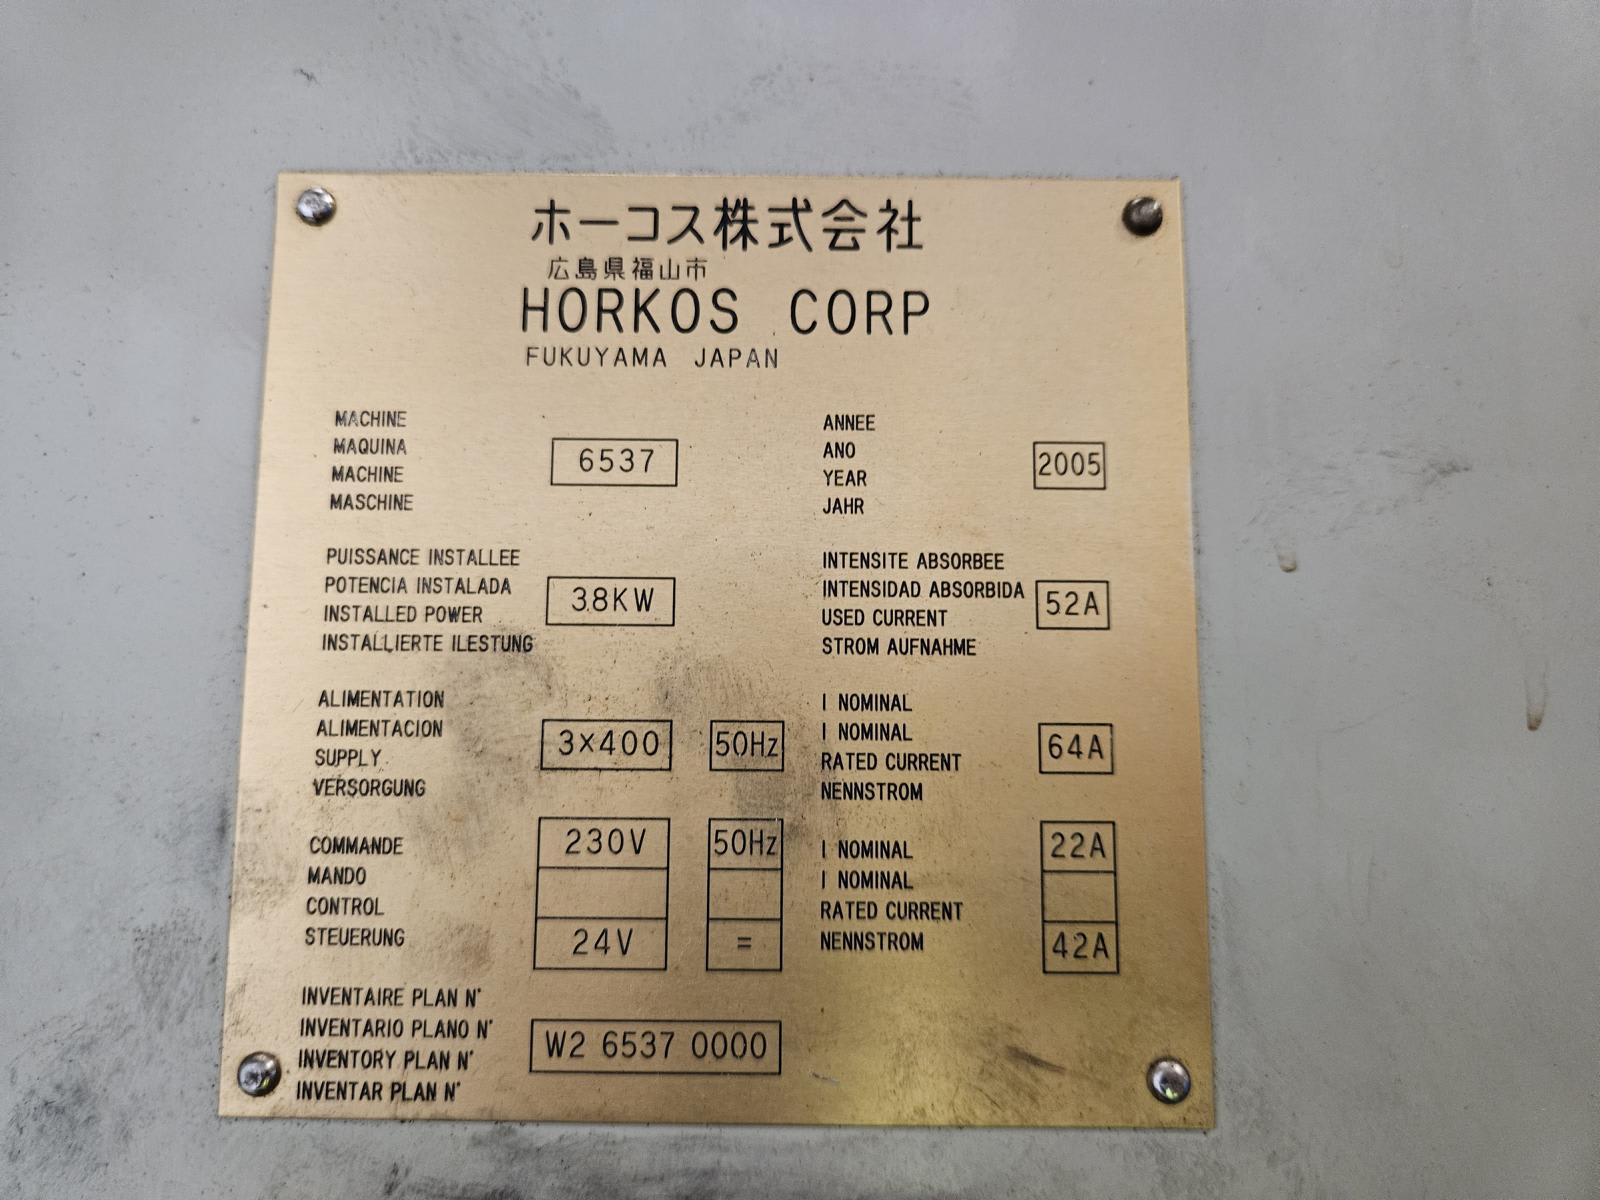 ホーコス株式会社
広島県福山市
HORKOS CORP
FUKUYAMA JAPAN
MACHINE
MAQUINA
MACHINE
MASCHINE
6537
ANNEE
ANO
YEAR
JAHR
2005
PUISSANCE INSTALLEE
POTENCIA INSTALADA
INSTALLED POWER
INSTALLIERTE ILESTUNG
38KW
INTENSITE ABSORBEE
INTENSIDAD ABSORBIDA
USED CURRENT
STROM AUFNAHME
52A
ALIMENTATION
ALIMENTACION
SUPPLY
VERSORGUNG
3×400
50Hz
I NOMINAL
I NOMINAL
RATED CURRENT
NENNSTROM
64A
COMMANDE
MANDO
CONTROL
STEUERUNG
230V
50Hz
24V
=
I NOMINAL
I NOMINAL
RATED CURRENT
NENNSTROM
22A
42A
INVENTAIRE PLAN N°
INVENTARIO PLANO N°
INVENTORY PLAN N°
INVENTAR PLAN N°
W2 6537 0000